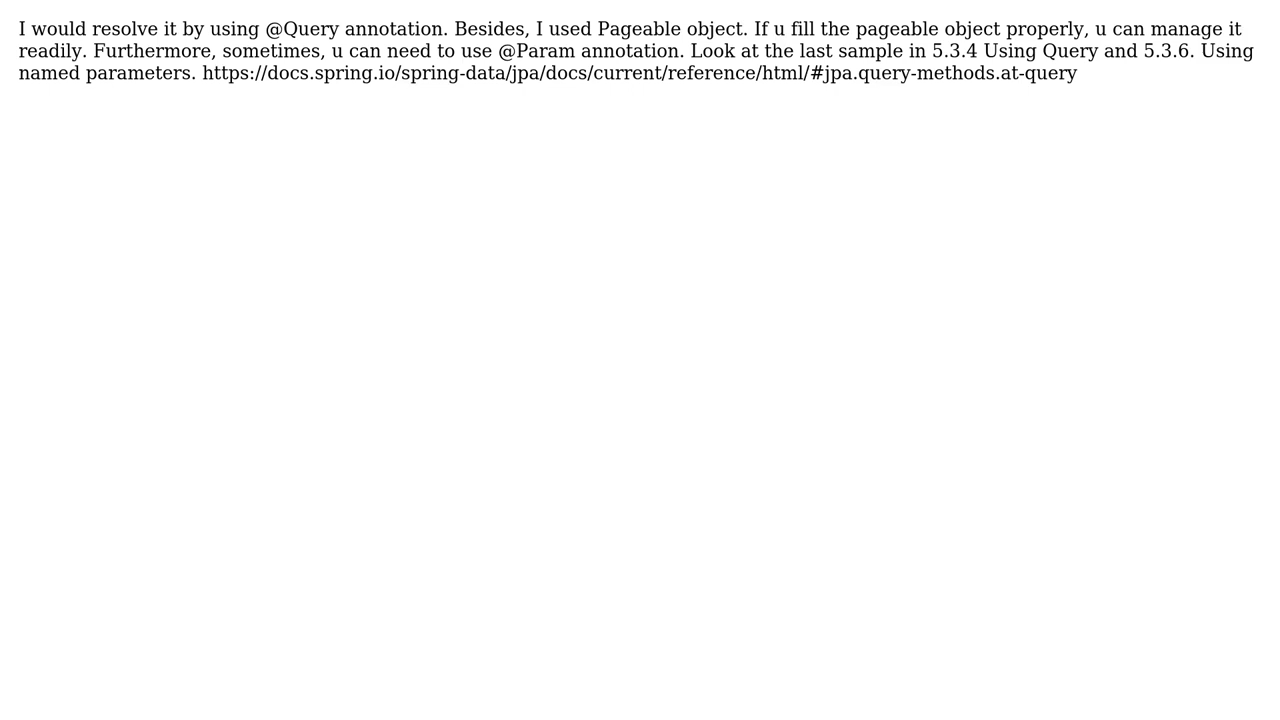 I would resolve it by using @Query annotation. Besides, I used Pageable object. If u fill the pageable object properly, u can manage it
readily. Furthermore, sometimes, u can need to use @Param annotation. Look at the last sample in 5.3.4 Using Query and 5.3.6. Using
named parameters. https://docs.spring.io/spring-data/jpa/docs/current/reference/html/#jpa.query-methods.at-query